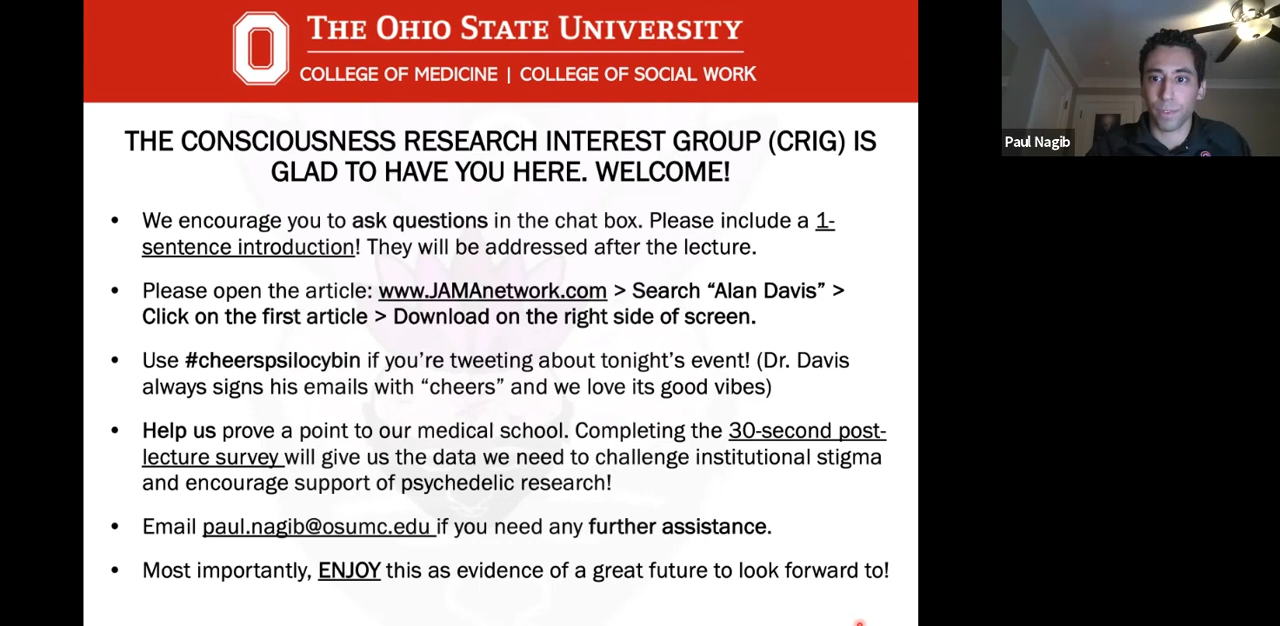 THE OHIO STATE UNIVERSITY
COLLEGE OF MEDICINE | COLLEGE OF SOCIAL WORK
THE CONSCIOUSNESS RESEARCH INTEREST GROUP (CRIG) IS
GLAD TO HAVE YOU HERE. WELCOME!
• We encourage you to ask questions in the chat box. Please include a 1-
sentence introduction! They will be addressed after the lecture.
• Please open the article: www.JAMAnetwork.com > Search “Alan Davis” >
Click on the first article > Download on the right side of screen.
• Use #cheerspsilocybin if you’re tweeting about tonight’s event! (Dr. Davis
always signs his emails with “cheers” and we love its good vibes)
• Help us prove a point to our medical school. Completing the 30-second post-
lecture survey will give us the data we need to challenge institutional stigma
and encourage support of psychedelic research!
• Email paul.nagib@osumc.edu if you need any further assistance.
• Most importantly, ENJOY this as evidence of a great future to look forward to!
Paul Nagib